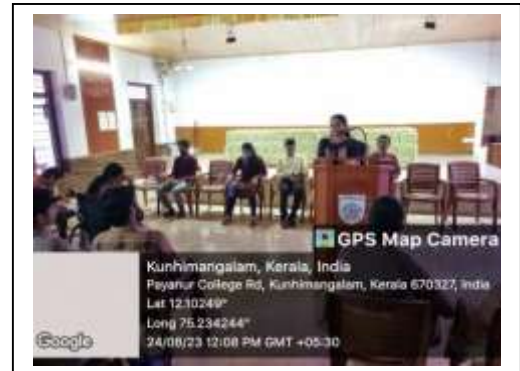 GPS Map Camera
Kunhimangalam, Kerala, India
Payanur College Rd, Kunhimangalam, Kerala 670327, India
Lat 12.10249°
Long 75.234244°
24/08/23 12:08 PM GMT +05:30
Google